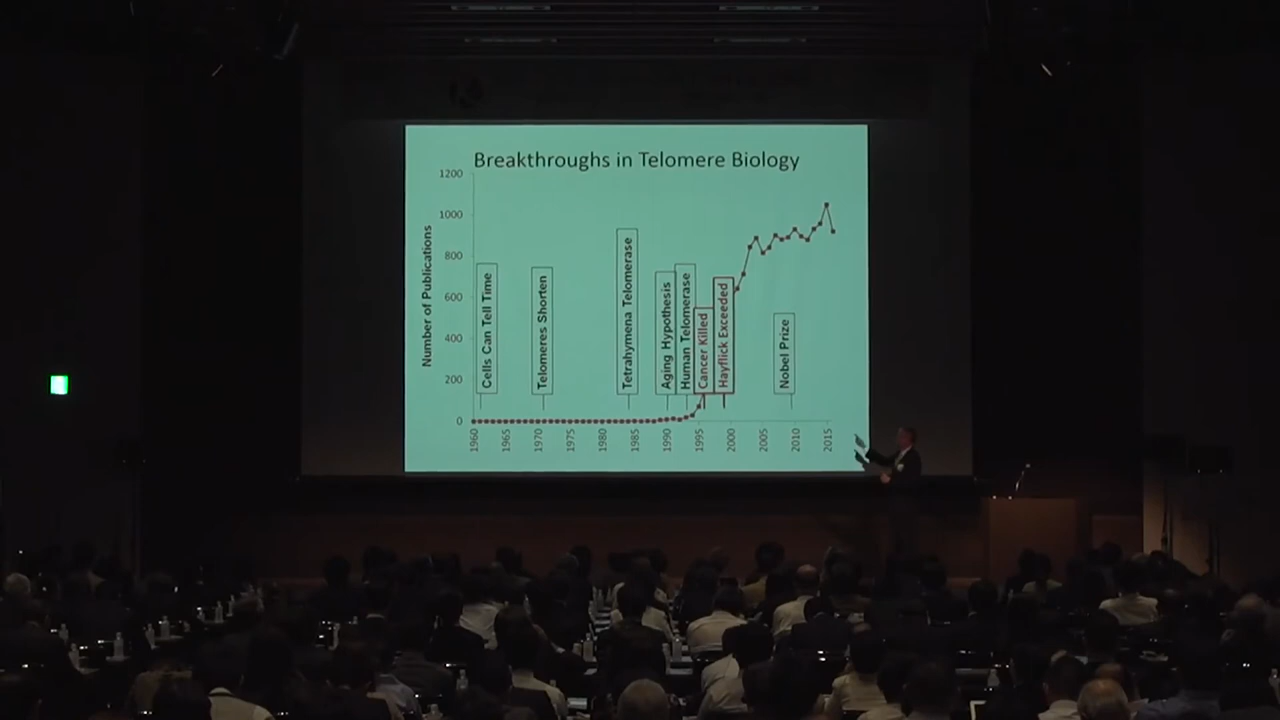 Breakthroughs in Telomere Biology
Number of Publications
1200
1000
800
600
400
200
0
Cells Can Tell Time
Telomeres Shorten
Tetrahymena Telomerase
Aging Hypothesis
Human Telomerase
Cancer Killed
Hayflick Exceeded
Nobel Prize
1960
1965
1970
1975
1980
1985
1990
1995
2000
2005
2010
2015